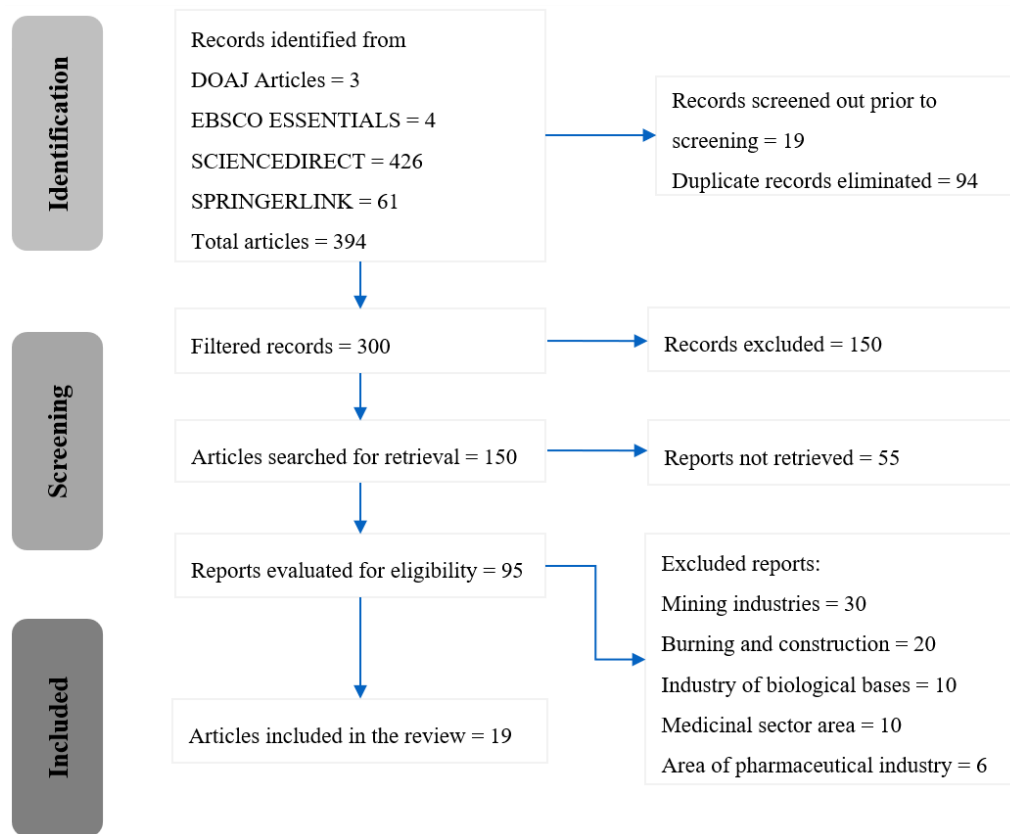 Identification
Records identified from
DOAJ Articles = 3
EBSCO ESSENTIALS = 4
SCIENCEDIRECT = 426
SPRINGERLINK = 61
Total articles = 394
Records screened out prior to
screening = 19
Duplicate records eliminated = 94
Screening
Filtered records = 300
Records excluded = 150
Articles searched for retrieval = 150
Reports not retrieved = 55
Reports evaluated for eligibility = 95
Excluded reports:
Mining industries = 30
Burning and construction = 20
Industry of biological bases = 10
Medicinal sector area = 10
Area of pharmaceutical industry = 6
Included
Articles included in the review = 19